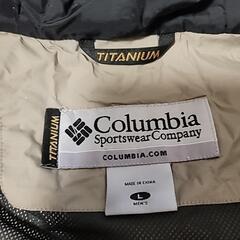 TITANIUM
Columbia
Sportswear Company
COLUMBIA.COM
TITANIUM
MADE IN CHINA
L
MEN'S